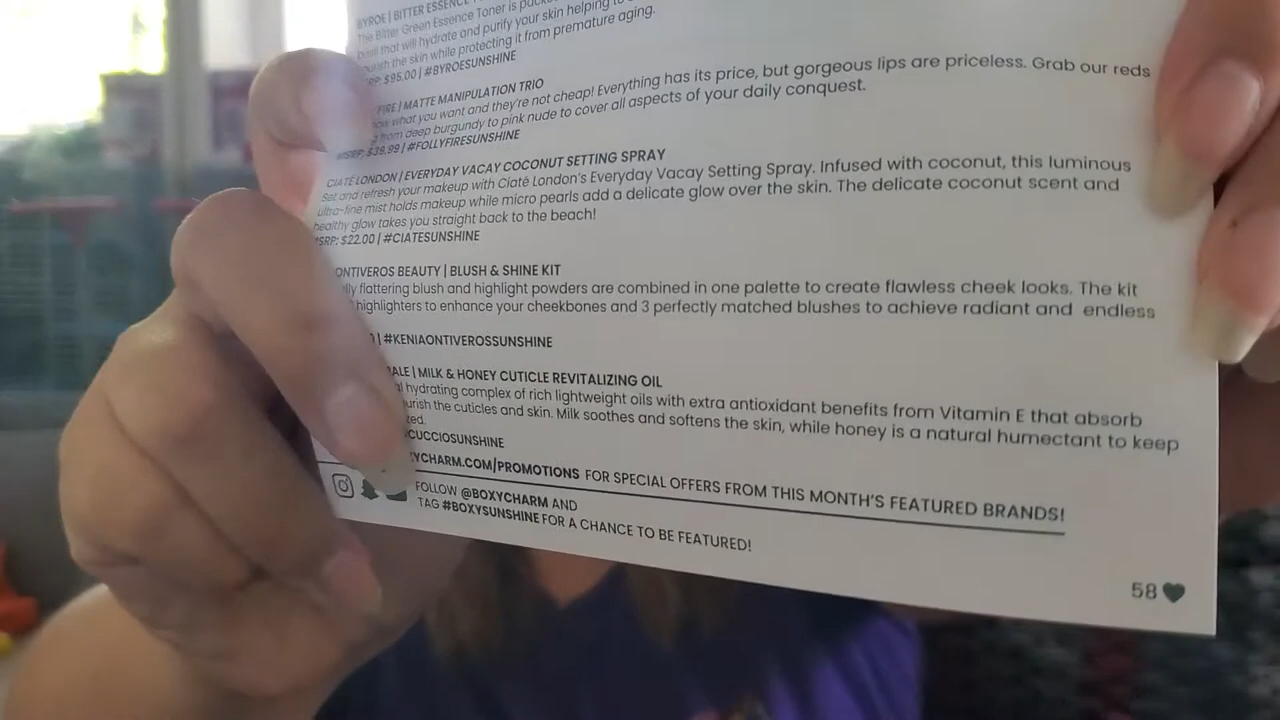 BYROE | BITTER ESSENCE
The Bitter Green Essence Toner is
that will hydrate and purify your skin helping to
the skin while protecting it from premature aging.
$95.00 | #BYROESUNSHINE
FIRE | MATTE MANIPULATION TRIO
what you want and they're not cheap! Everything has its price, but gorgeous lips are priceless. Grab our reds
from deep burgundy to pink nude to cover all aspects of your daily conquest.
MSRP: $39.99 | #FOLLYFIRESUNSHINE
CIATÉ LONDON | EVERYDAY VACAY COCONUT SETTING SPRAY
Set and refresh your makeup with Ciaté London's Everyday Vacay Setting Spray. Infused with coconut, this luminous
ultra-fine mist holds makeup while micro pearls add a delicate glow over the skin. The delicate coconut scent and
healthy glow takes you straight back to the beach!
MSRP: $22.00 | #CIATESUNSHINE
ONTIVEROS BEAUTY | BLUSH & SHINE KIT
lly flattering blush and highlight powders are combined in one palette to create flawless cheek looks. The kit
highlighters to enhance your cheekbones and 3 perfectly matched blushes to achieve radiant and endless
| #KENIAONTIVEROSSUNSHINE
ALE | MILK & HONEY CUTICLE REVITALIZING OIL
hydrating complex of rich lightweight oils with extra antioxidant benefits from Vitamin E that absorb
urish the cuticles and skin. Milk soothes and softens the skin, while honey is a natural humectant to keep
zed.
CUCCIOSUNSHINE
YCHARM.COM/PROMOTIONS FOR SPECIAL OFFERS FROM THIS MONTH'S FEATURED BRANDS!
FOLLOW @BOXYCHARM AND
TAG #BOXYSUNSHINE FOR A CHANCE TO BE FEATURED!
58